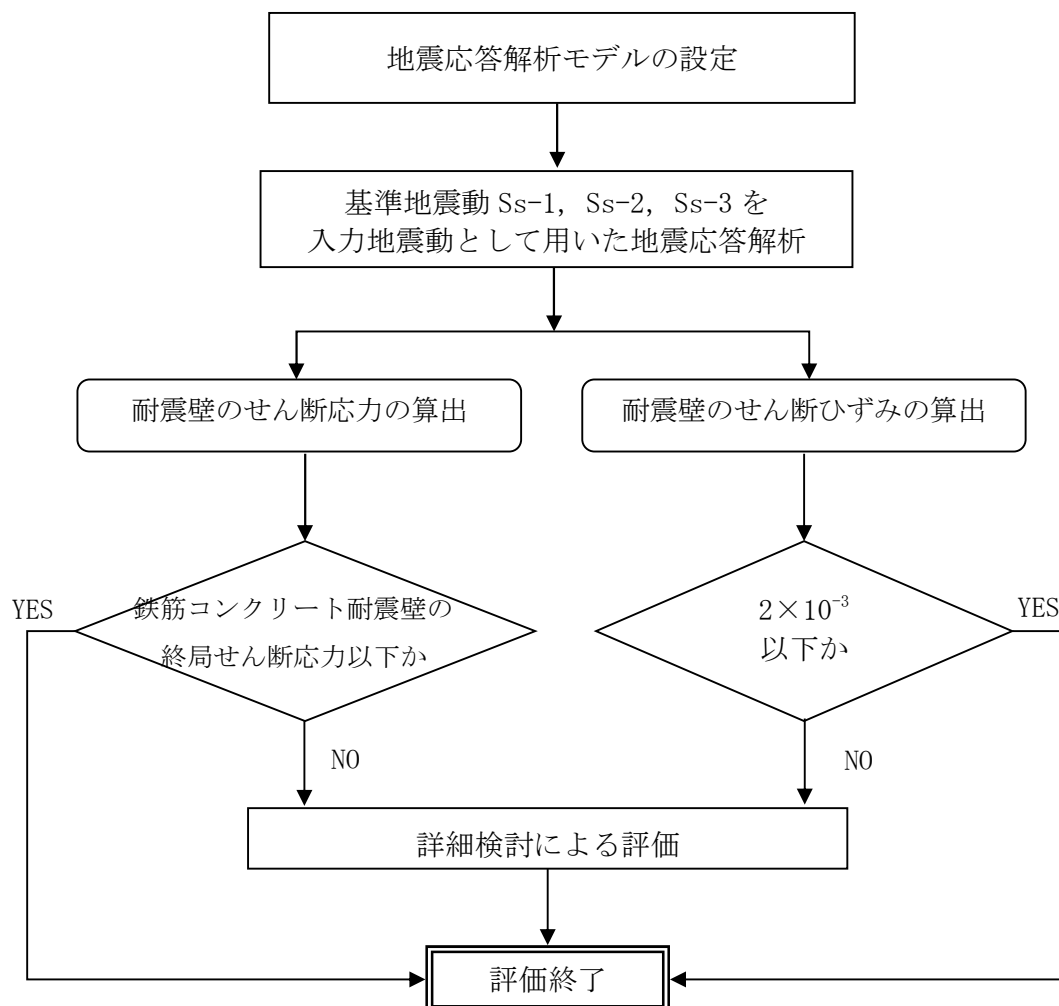 地震応答解析モデルの設定
基準地震動 Ss-1, Ss-2, Ss-3 を
入力地震動として用いた地震応答解析
耐震壁のせん断応力の算出
耐震壁のせん断ひずみの算出
YES
鉄筋コンクリート耐震壁の
終局せん断応力以下か
2×10⁻³
以下か
YES
NO
NO
詳細検討による評価
評価終了